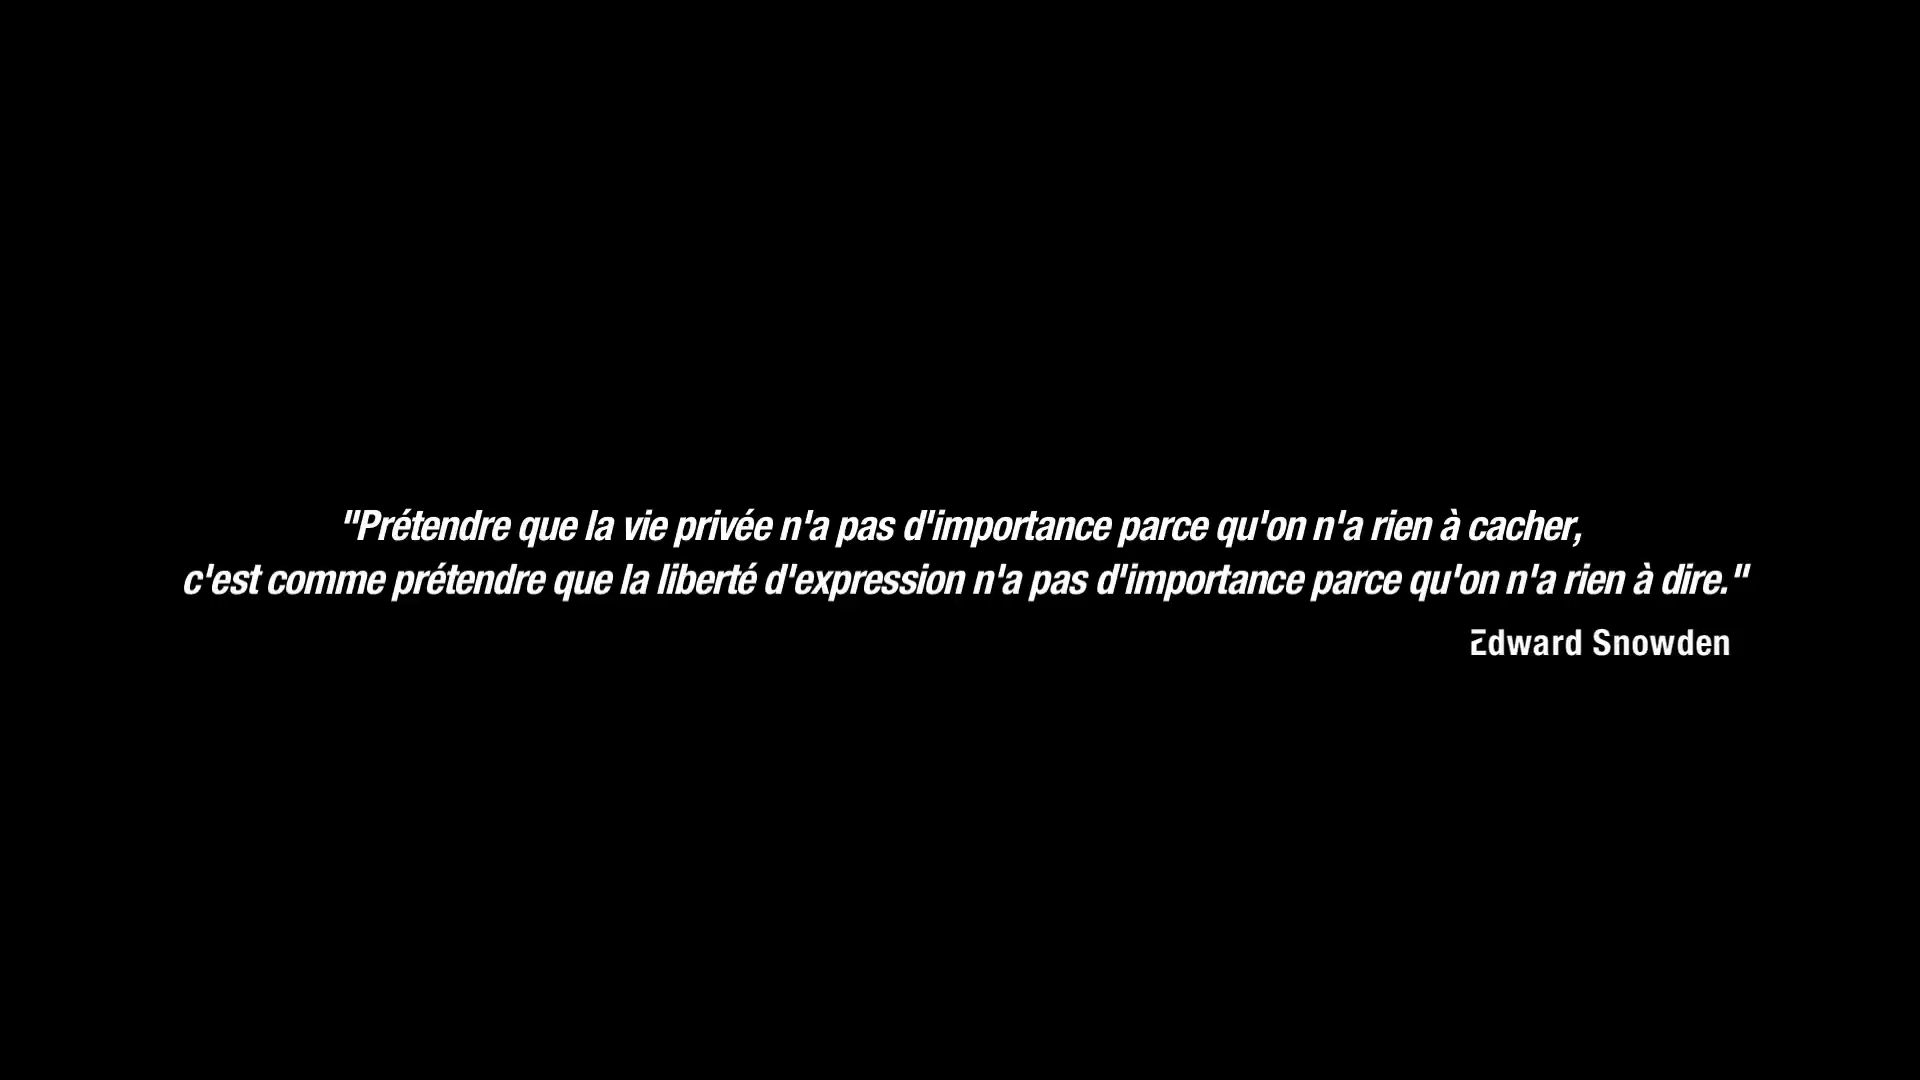 "Prétendre que la vie privée n'a pas d'importance parce qu'on n'a rien à cacher,
c'est comme prétendre que la liberté d'expression n'a pas d'importance parce qu'on n'a rien à dire."
Edward Snowden